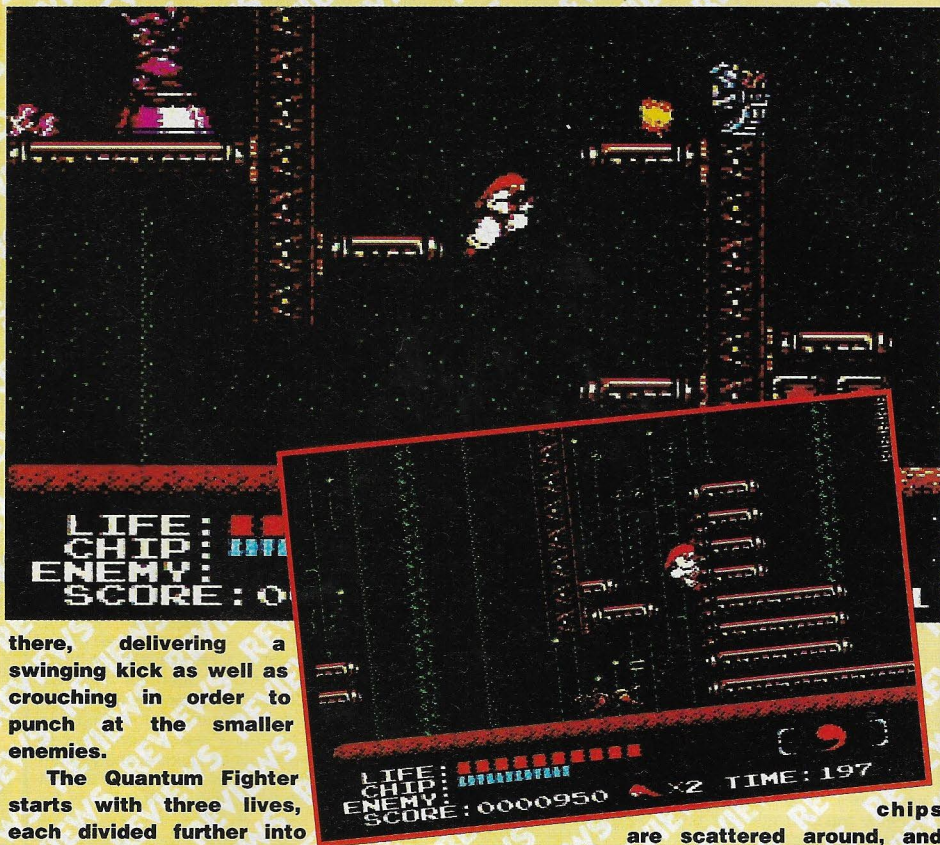 LIFE:
CHIP:
ENEMY:
SCORE:0
there, delivering a
swinging kick as well as
crouching in order to
punch at the smaller
enemies.
The Quantum Fighter
starts with three lives,
each divided further into
LIFE:
CHIP:
ENEMY:
SCORE:0000950 ×2 TIME:197
chips
are scattered around, and
REVIEWS